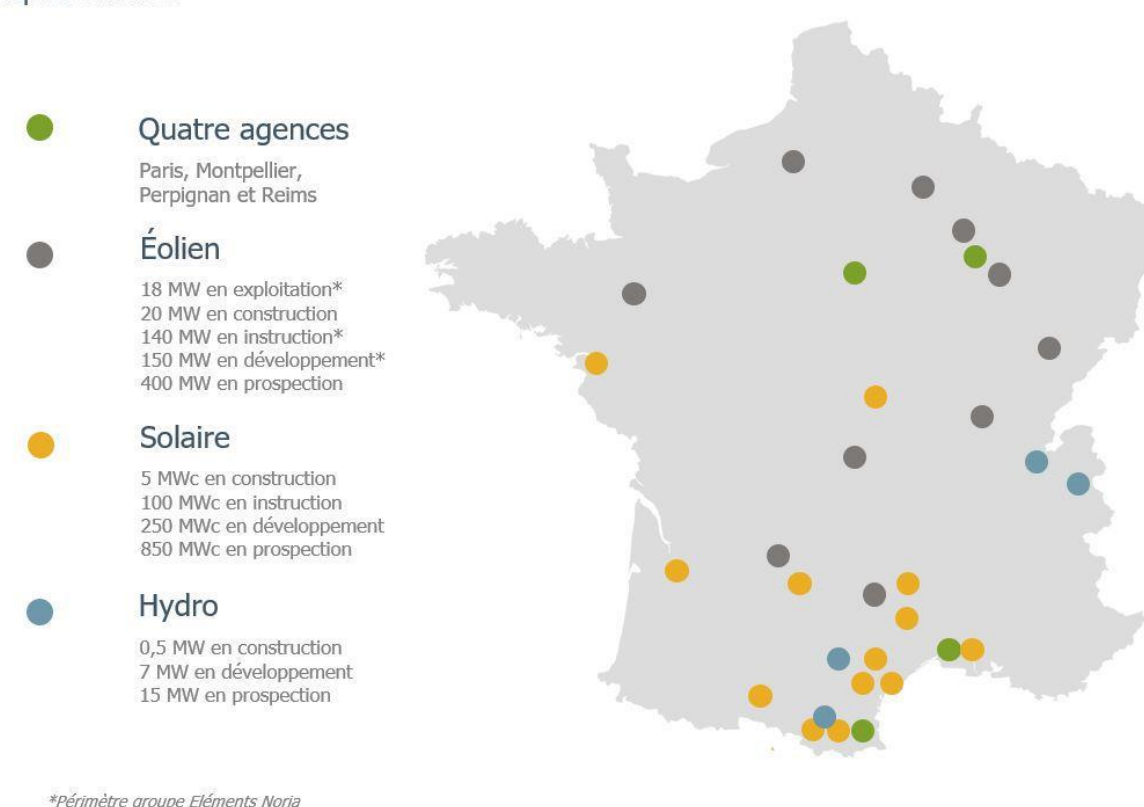 Quatre agences
Paris, Montpellier,
Perpignan et Reims
Éolien
18 MW en exploitation*
20 MW en construction
140 MW en instruction*
150 MW en développement*
400 MW en prospection
Solaire
5 MWc en construction
100 MWc en instruction
250 MWc en développement
850 MWc en prospection
Hydro
0,5 MW en construction
7 MW en développement
15 MW en prospection
*Périmètre groupe Eléments Noria